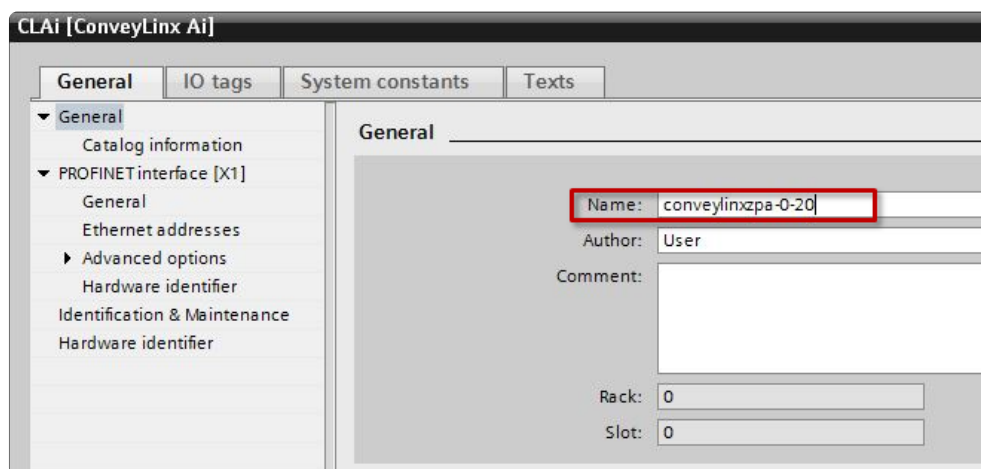 CLAi [ConveyLinx Ai]
General IO tags System constants Texts
General
Catalog information
PROFINET interface [X1]
General
Ethernet addresses
Advanced options
Hardware identifier
Identification & Maintenance
Hardware identifier
General
Name: conveylinxzpa-0-20
Author: User
Comment:
Rack: 0
Slot: 0